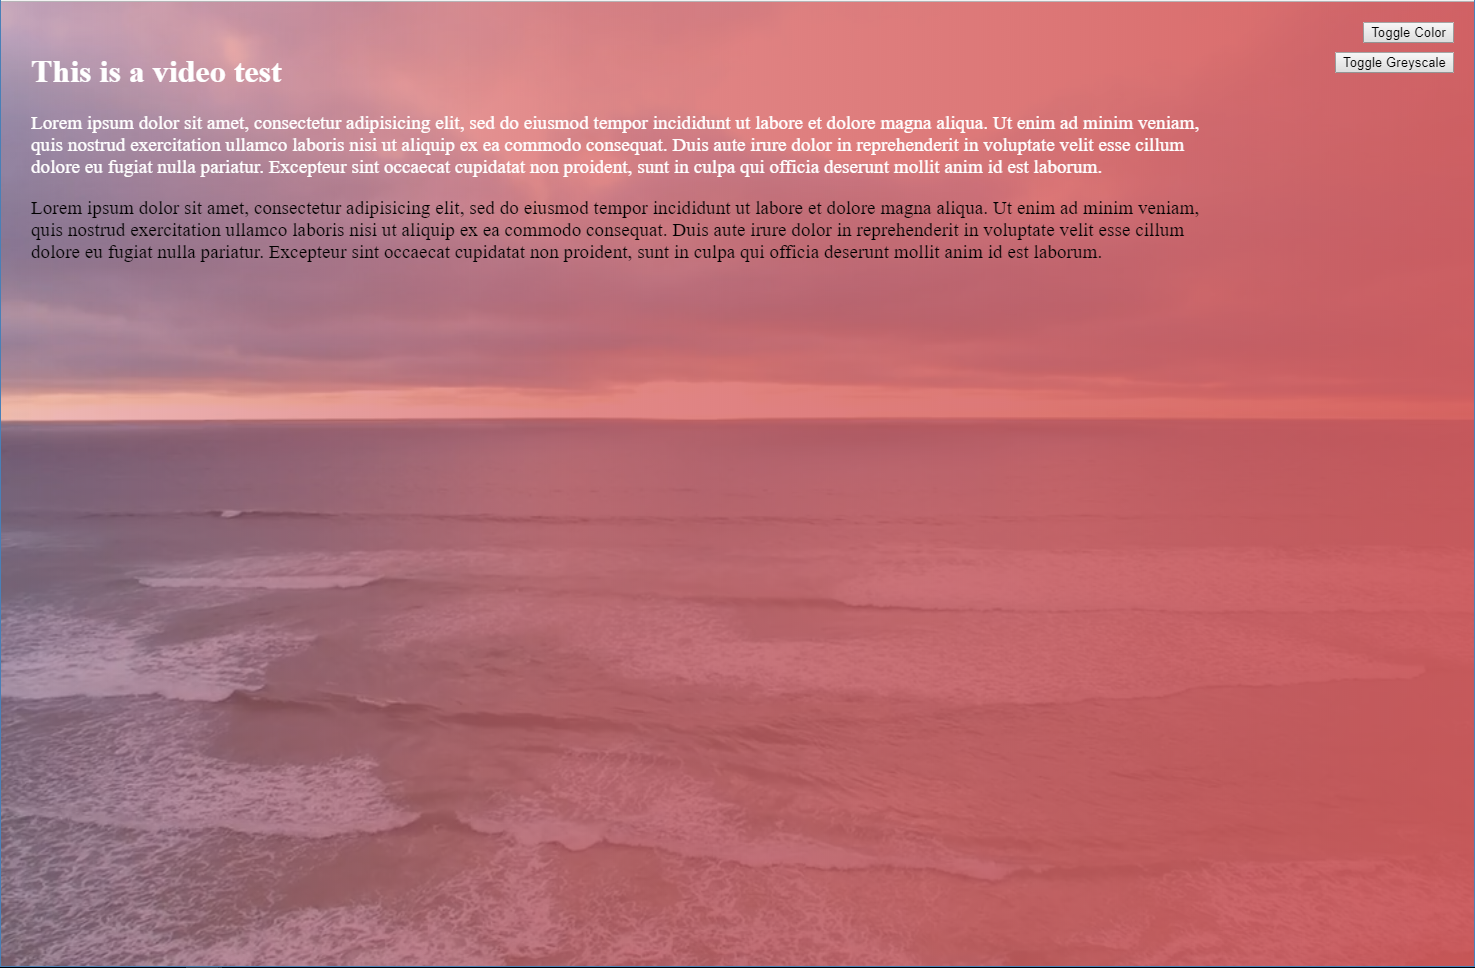 Toggle Color
Toggle Greyscale
This is a video test
Lorem ipsum dolor sit amet, consectetur adipisicing elit, sed do eiusmod tempor incididunt ut labore et dolore magna aliqua. Ut enim ad minim veniam,
quis nostrud exercitation ullamco laboris nisi ut aliquip ex ea commodo consequat. Duis aute irure dolor in reprehenderit in voluptate velit esse cillum
dolore eu fugiat nulla pariatur. Excepteur sint occaecat cupidatat non proident, sunt in culpa qui officia deserunt mollit anim id est laborum.
Lorem ipsum dolor sit amet, consectetur adipisicing elit, sed do eiusmod tempor incididunt ut labore et dolore magna aliqua. Ut enim ad minim veniam,
quis nostrud exercitation ullamco laboris nisi ut aliquip ex ea commodo consequat. Duis aute irure dolor in reprehenderit in voluptate velit esse cillum
dolore eu fugiat nulla pariatur. Excepteur sint occaecat cupidatat non proident, sunt in culpa qui officia deserunt mollit anim id est laborum.